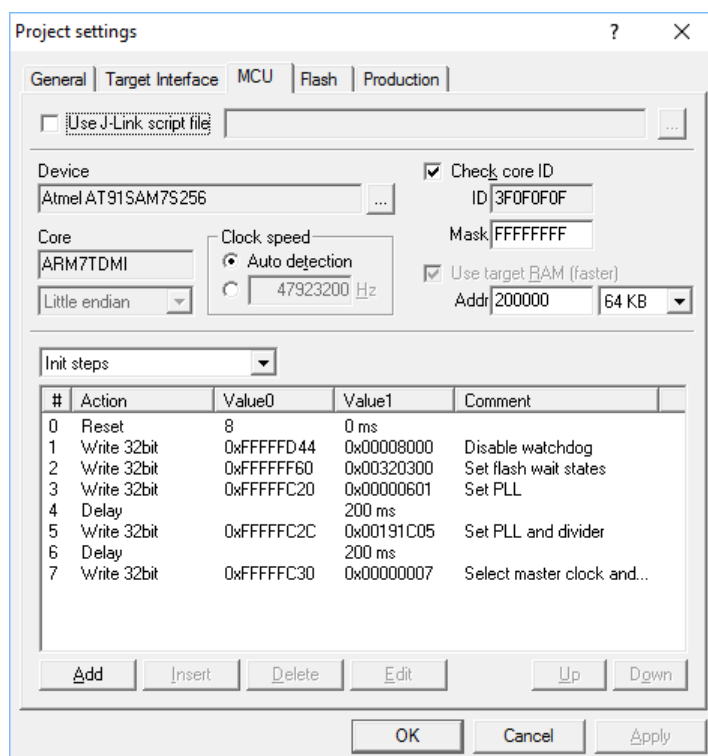 Project settings ? ×
General Target Interface MCU Flash Production
Use J-Link script file ...
Device
Atmel AT91SAM7S256 ...
Check core ID
ID 3F0F0F0F
Mask FFFFFFFF
Core
ARM7TDMI
Little endian
Clock speed
Auto detection
47923200 Hz
Use target RAM (faster)
Addr 200000 64 KB
Init steps
# Action Value0 Value1 Comment
0 Reset 8 0 ms
1 Write 32bit 0xFFFFFD44 0x00008000 Disable watchdog
2 Write 32bit 0xFFFFFF60 0x00320300 Set flash wait states
3 Write 32bit 0xFFFFFC20 0x00000601 Set PLL
4 Delay 200 ms
5 Write 32bit 0xFFFFFC2C 0x00191C05 Set PLL and divider
6 Delay 200 ms
7 Write 32bit 0xFFFFFC30 0x00000007 Select master clock and...
Add Insert Delete Edit Up Down
OK Cancel Apply